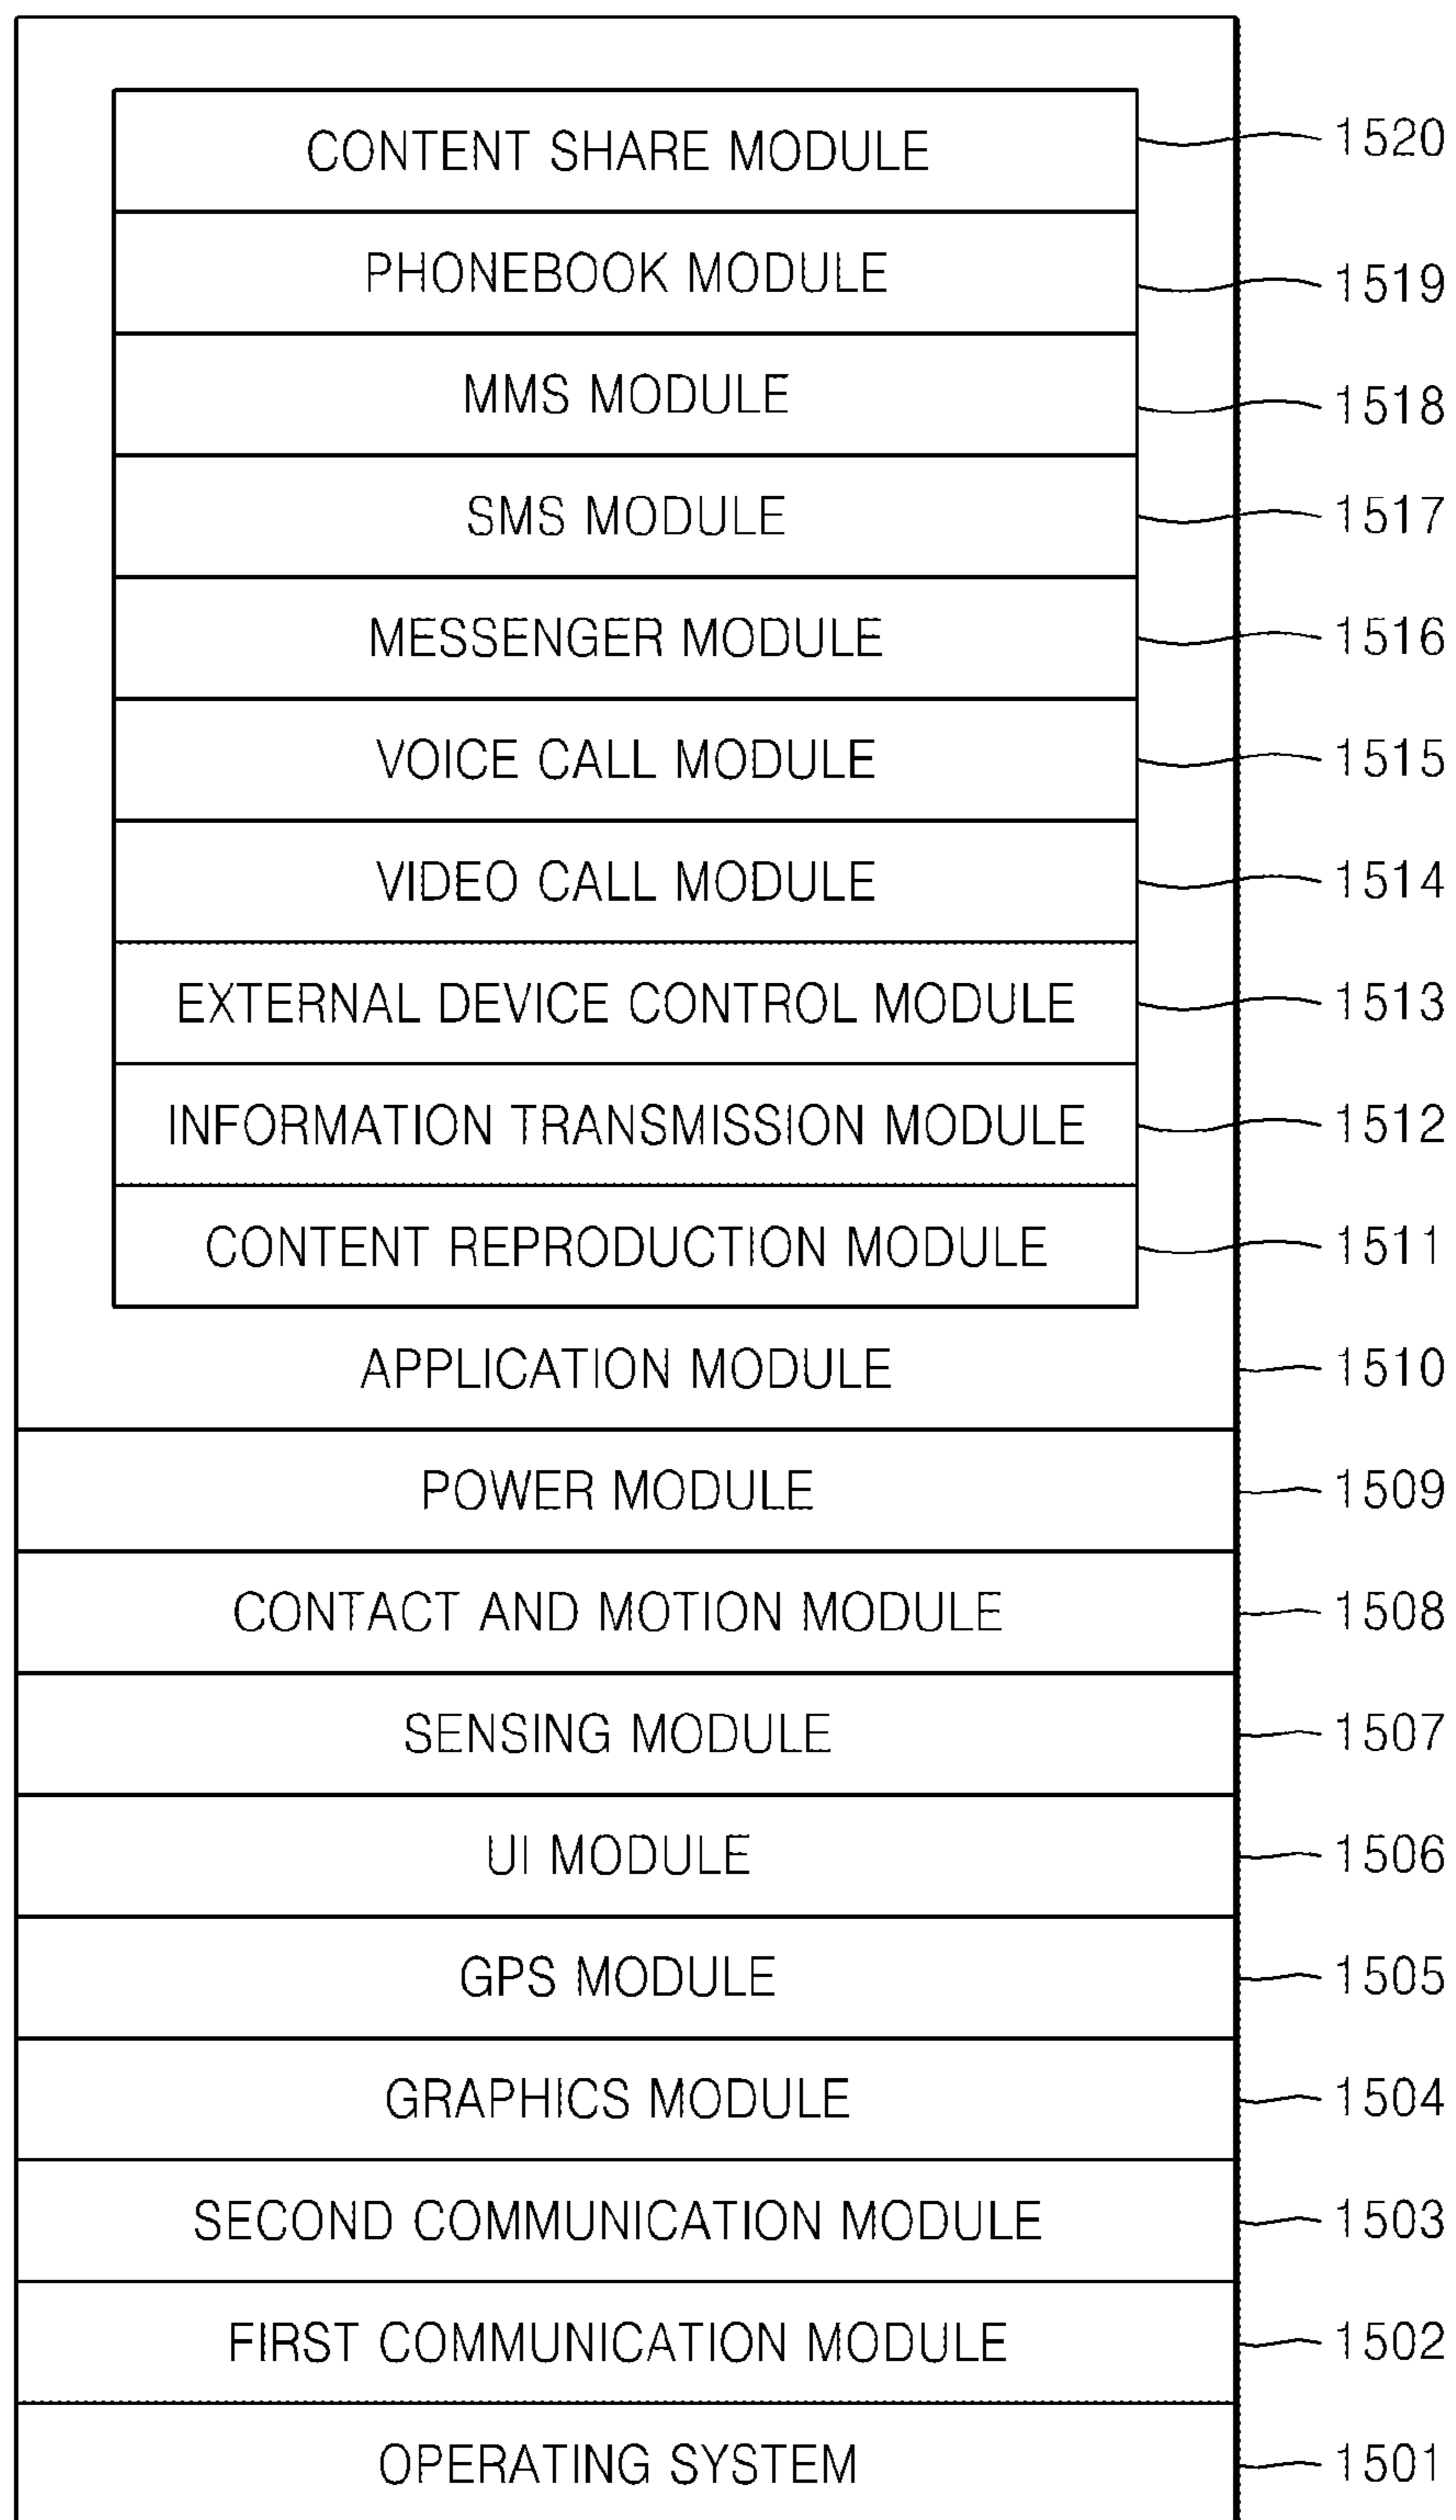 CONTENT SHARE MODULE 1520
PHONEBOOK MODULE 1519
MMS MODULE 1518
SMS MODULE 1517
MESSENGER MODULE 1516
VOICE CALL MODULE 1515
VIDEO CALL MODULE 1514
EXTERNAL DEVICE CONTROL MODULE 1513
INFORMATION TRANSMISSION MODULE 1512
CONTENT REPRODUCTION MODULE 1511
APPLICATION MODULE 1510
POWER MODULE 1509
CONTACT AND MOTION MODULE 1508
SENSING MODULE 1507
UI MODULE 1506
GPS MODULE 1505
GRAPHICS MODULE 1504
SECOND COMMUNICATION MODULE 1503
FIRST COMMUNICATION MODULE 1502
OPERATING SYSTEM 1501